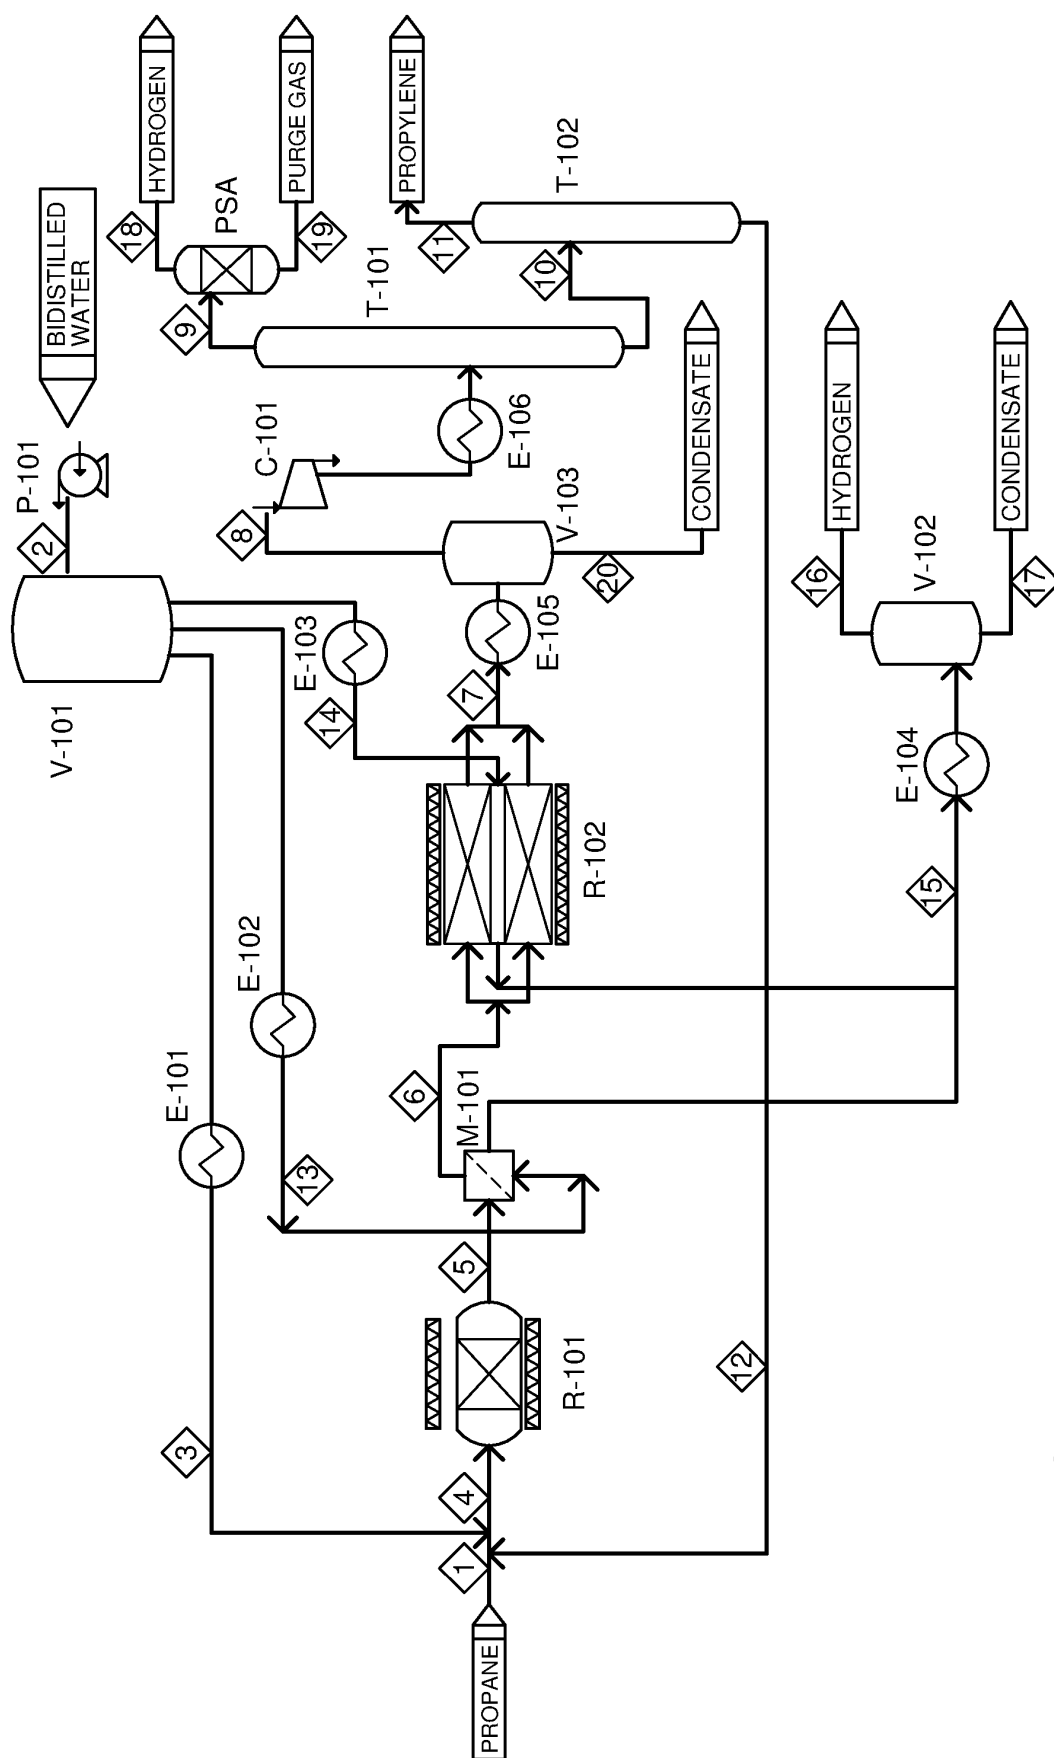 BIDISTILLED
WATER
P-101
2
V-101
HYDROGEN
18
PSA
PURGE GAS
19
9
PROPYLENE
11
T-102
T-101
10
C-101
8
E-106
V-103
20
CONDENSATE
E-103
14
E-105
7
E-102
13
E-101
3
R-102
6
M-101
5
R-101
4
1
PROPANE
12
HYDROGEN
16
V-102
CONDENSATE
17
E-104
15